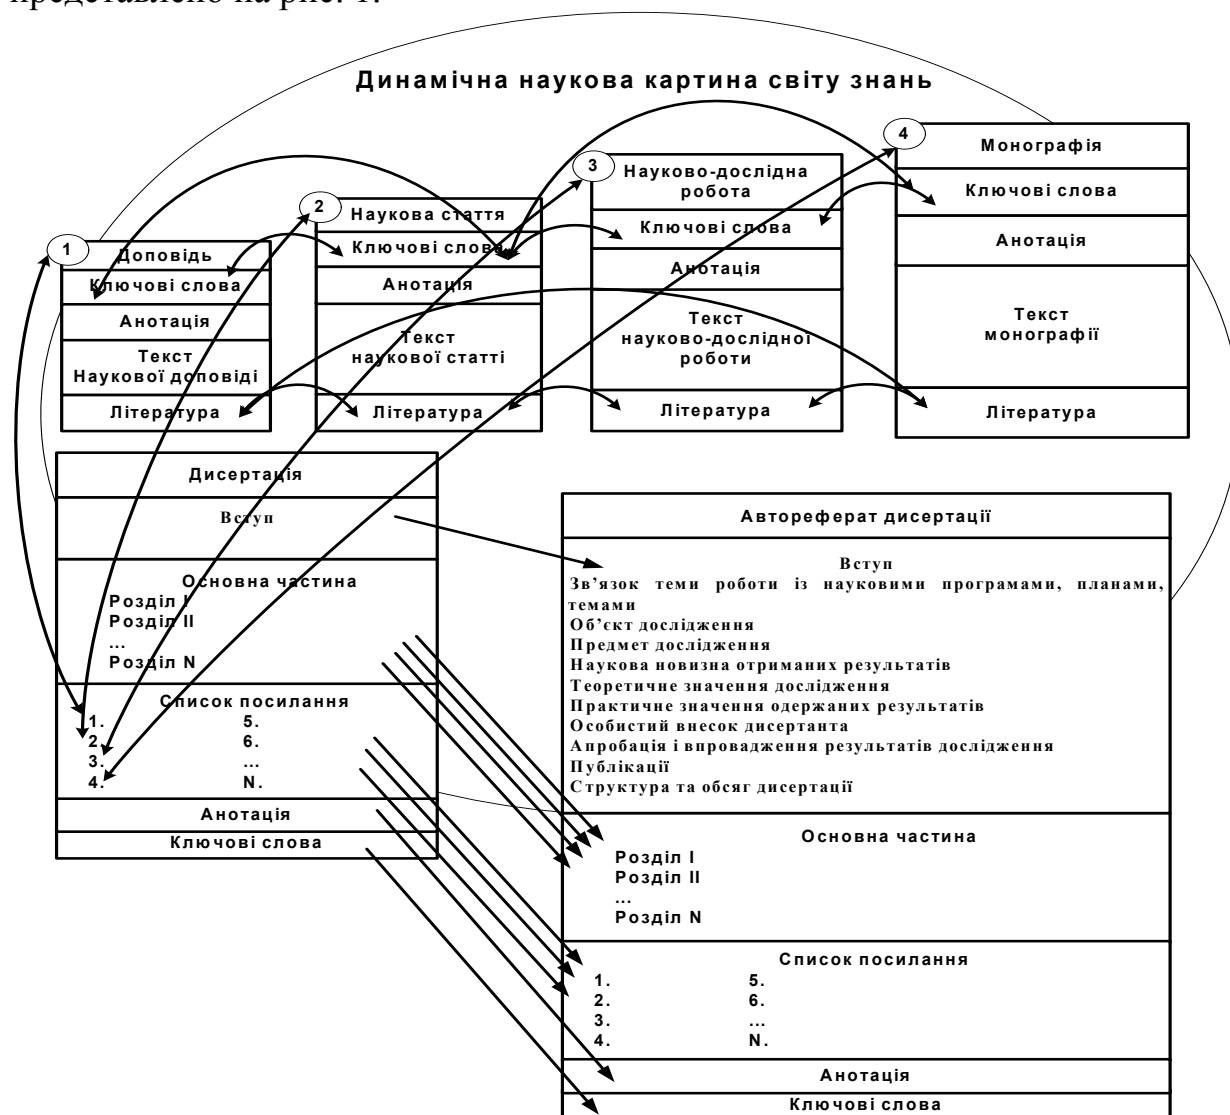 представлено на рис. 1.
Динамічна наукова картина світу знань
1
Доповідь
Ключові слова
Анотація
Текст
Наукової доповіді
Література
2
Наукова стаття
Ключові слова
Анотація
Текст
наукової статті
Література
3
Науково-дослідна
робота
Ключові слова
Анотація
Текст
науково-дослідної
роботи
Література
4
Монографія
Ключові слова
Анотація
Текст
монографії
Література
Дисертація
Вступ
Основна частина
Розділ I
Розділ II
...
Розділ N
Список посилання
1. 5.
2. 6.
3. ...
4. N.
Анотація
Ключові слова
Автореферат дисертації
Вступ
Зв’язок теми роботи із науковими програмами, планами,
темами
Об’єкт дослідження
Предмет дослідження
Наукова новизна отриманих результатів
Теоретичне значення дослідження
Практичне значення одержаних результатів
Особистий внесок дисертанта
Апробація і впровадження результатів дослідження
Публікації
Структура та обсяг дисертації
Основна частина
Розділ I
Розділ II
...
Розділ N
Список посилання
1. 5.
2. 6.
3. ...
4. N.
Анотація
Ключові слова